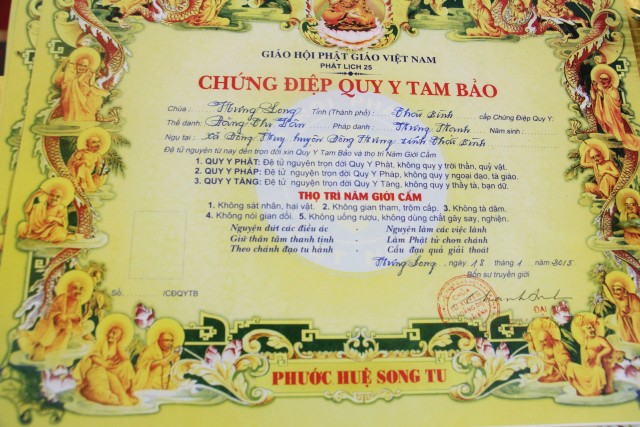 GIÁO HỘI PHẬT GIÁO VIỆT NAM
PHẬT LỊCH 25
CHỨNG ĐIỆP QUY Y TAM BẢO
Chùa : Hưng Long Tỉnh (Thành phố) : Thái Bình cấp Chứng Điệp Quy Y:
Thế danh: Đặng Thị Dần Pháp danh : Hưng Thanh Năm sinh :
Ngụ tại : Xã Đông Thuy, huyện Đông Hưng tỉnh Thái Bình
Đệ tử nguyện từ nay đến trọn đời xin Quy Y Tam Bảo và thọ trì Năm Giới Cấm
1. QUY Y PHẬT: Đệ tử nguyện trọn đời Quy Y Phật, không quy y trời thần, quỷ vật.
2. QUY Y PHÁP: Đệ tử nguyện trọn đời Quy Y Pháp, không quy y ngoại đạo, tà giáo.
3. QUY Y TĂNG: Đệ tử nguyện trọn đời Quy Y Tăng, không quy y thầy tà, bạn dữ.
THỌ TRÌ NĂM GIỚI CẤM
1. Không sát nhân, hai vật. 2. Không gian tham, trộm cắp. 3. Không tà dâm.
4. Không nói gian dối. 5. Không uống rượu, không dùng chất gây say, nghiện.
Nguyện dứt các điều ác - Nguyện làm các việc lành
Giữ thân tâm thanh tịnh - Làm Phật tử chơn chánh
Theo chánh đạo tu hành - Cầu đạo quả giải thoát
Hưng Long, ngày 18 tháng 1 năm 2015
Bổn sư truyền giới
Số: /CĐQYTB
ĐẠI
PHƯỚC HUỆ SONG TU